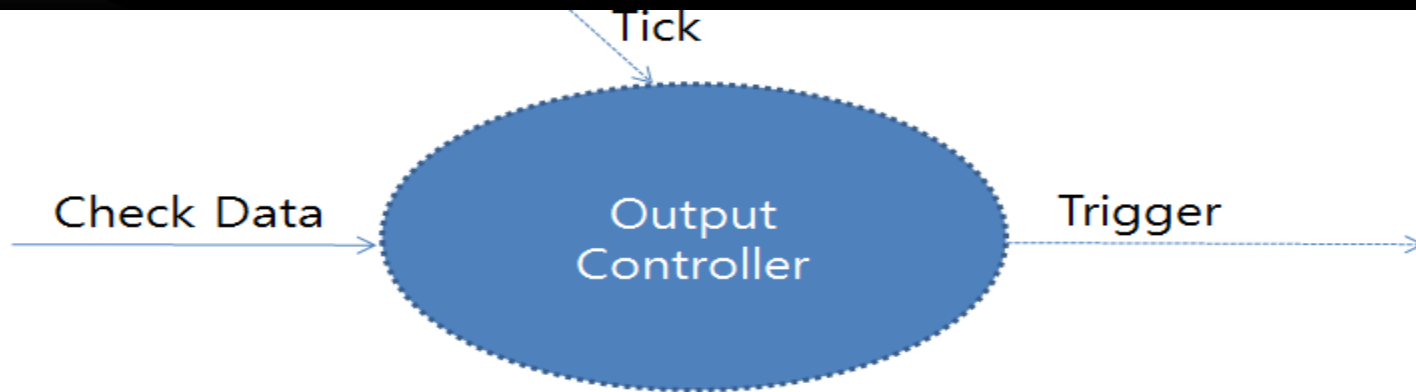 Tick
Check Data
Output
Controller
Trigger